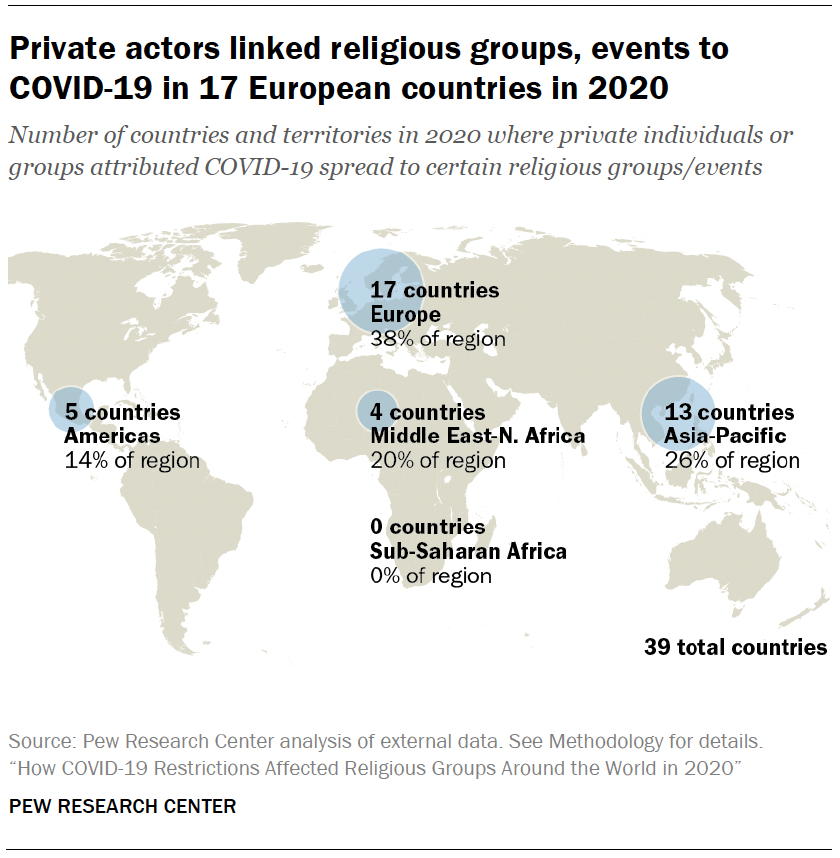 Private actors linked religious groups, events to
COVID-19 in 17 European countries in 2020
Number of countries and territories in 2020 where private individuals or
groups attributed COVID-19 spread to certain religious groups/events
17 countries
Europe
38% of region
5 countries
Americas
14% of region
4 countries
Middle East-N. Africa
20% of region
13 countries
Asia-Pacific
26% of region
0 countries
Sub-Saharan Africa
0% of region
39 total countries
Source: Pew Research Center analysis of external data. See Methodology for details.
“How COVID-19 Restrictions Affected Religious Groups Around the World in 2020”
PEW RESEARCH CENTER